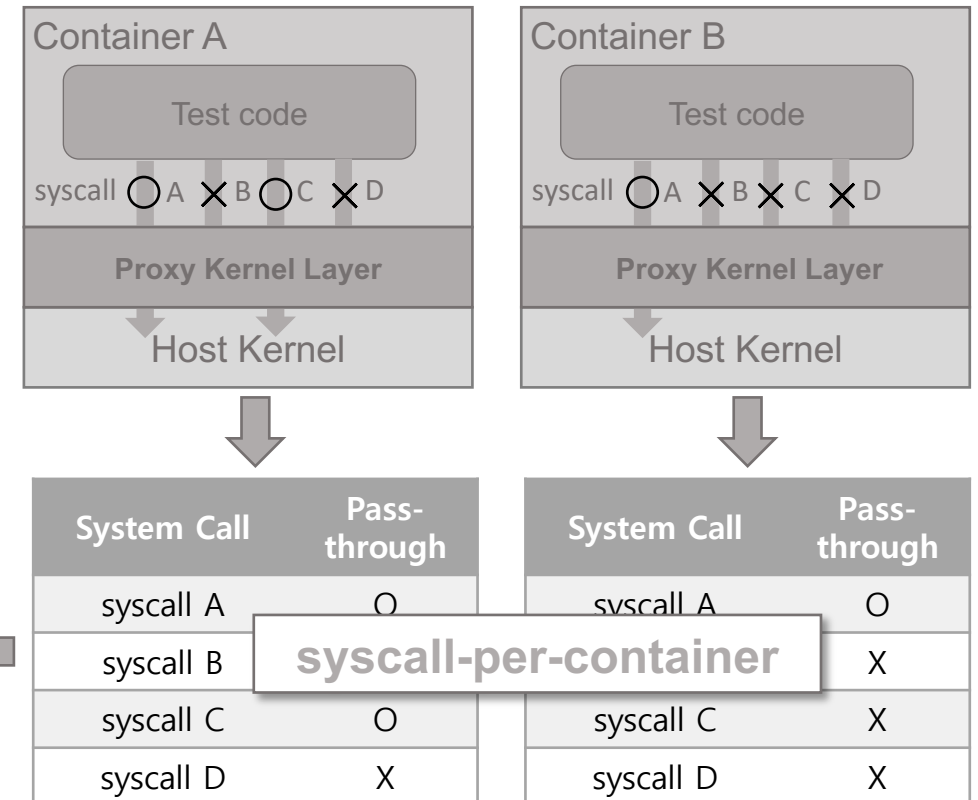 Container A
Test code
syscall A B C D
Proxy Kernel Layer
Host Kernel
Container B
Test code
syscall A B C D
Proxy Kernel Layer
Host Kernel
System Call Pass-
through
syscall A O
syscall B
syscall C O
syscall D X
System Call Pass-
through
syscall A O
X
syscall C X
syscall D X
syscall-per-container